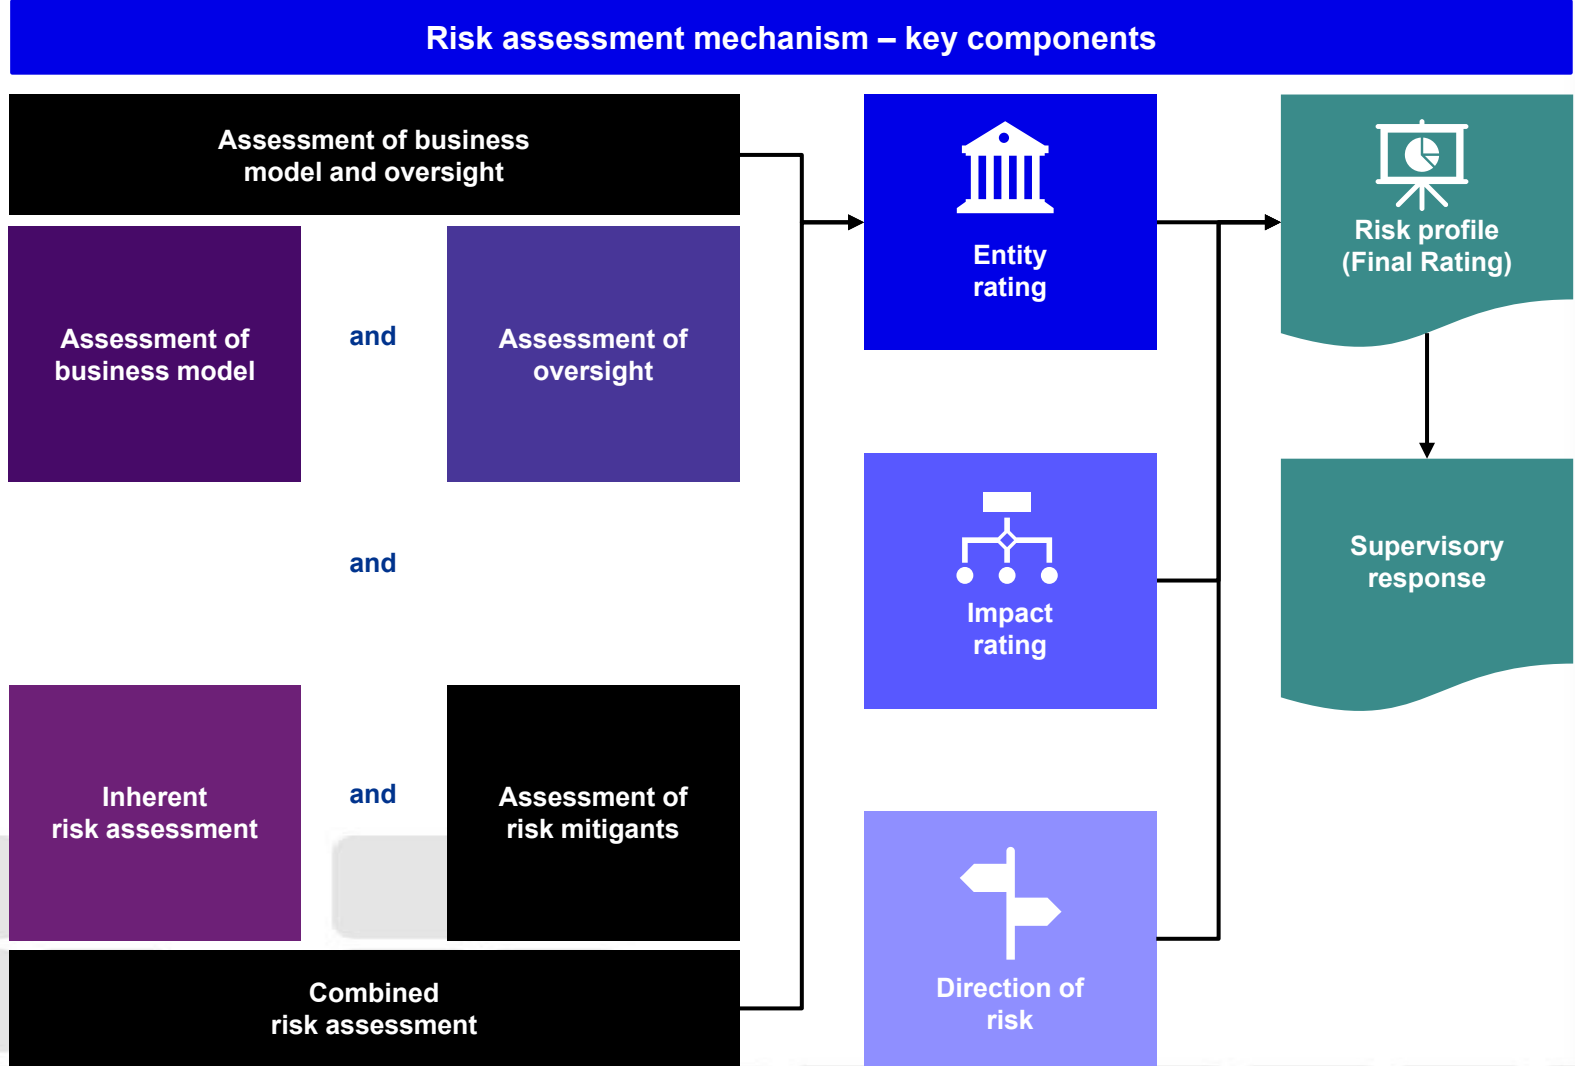 Risk assessment mechanism – key components
Assessment of business
model and oversight
Assessment of
business model
and
Assessment of
oversight
and
Inherent
risk assessment
and
Assessment of
risk mitigants
Combined
risk assessment
Entity
rating
Impact
rating
Direction of
risk
Risk profile
(Final Rating)
Supervisory
response